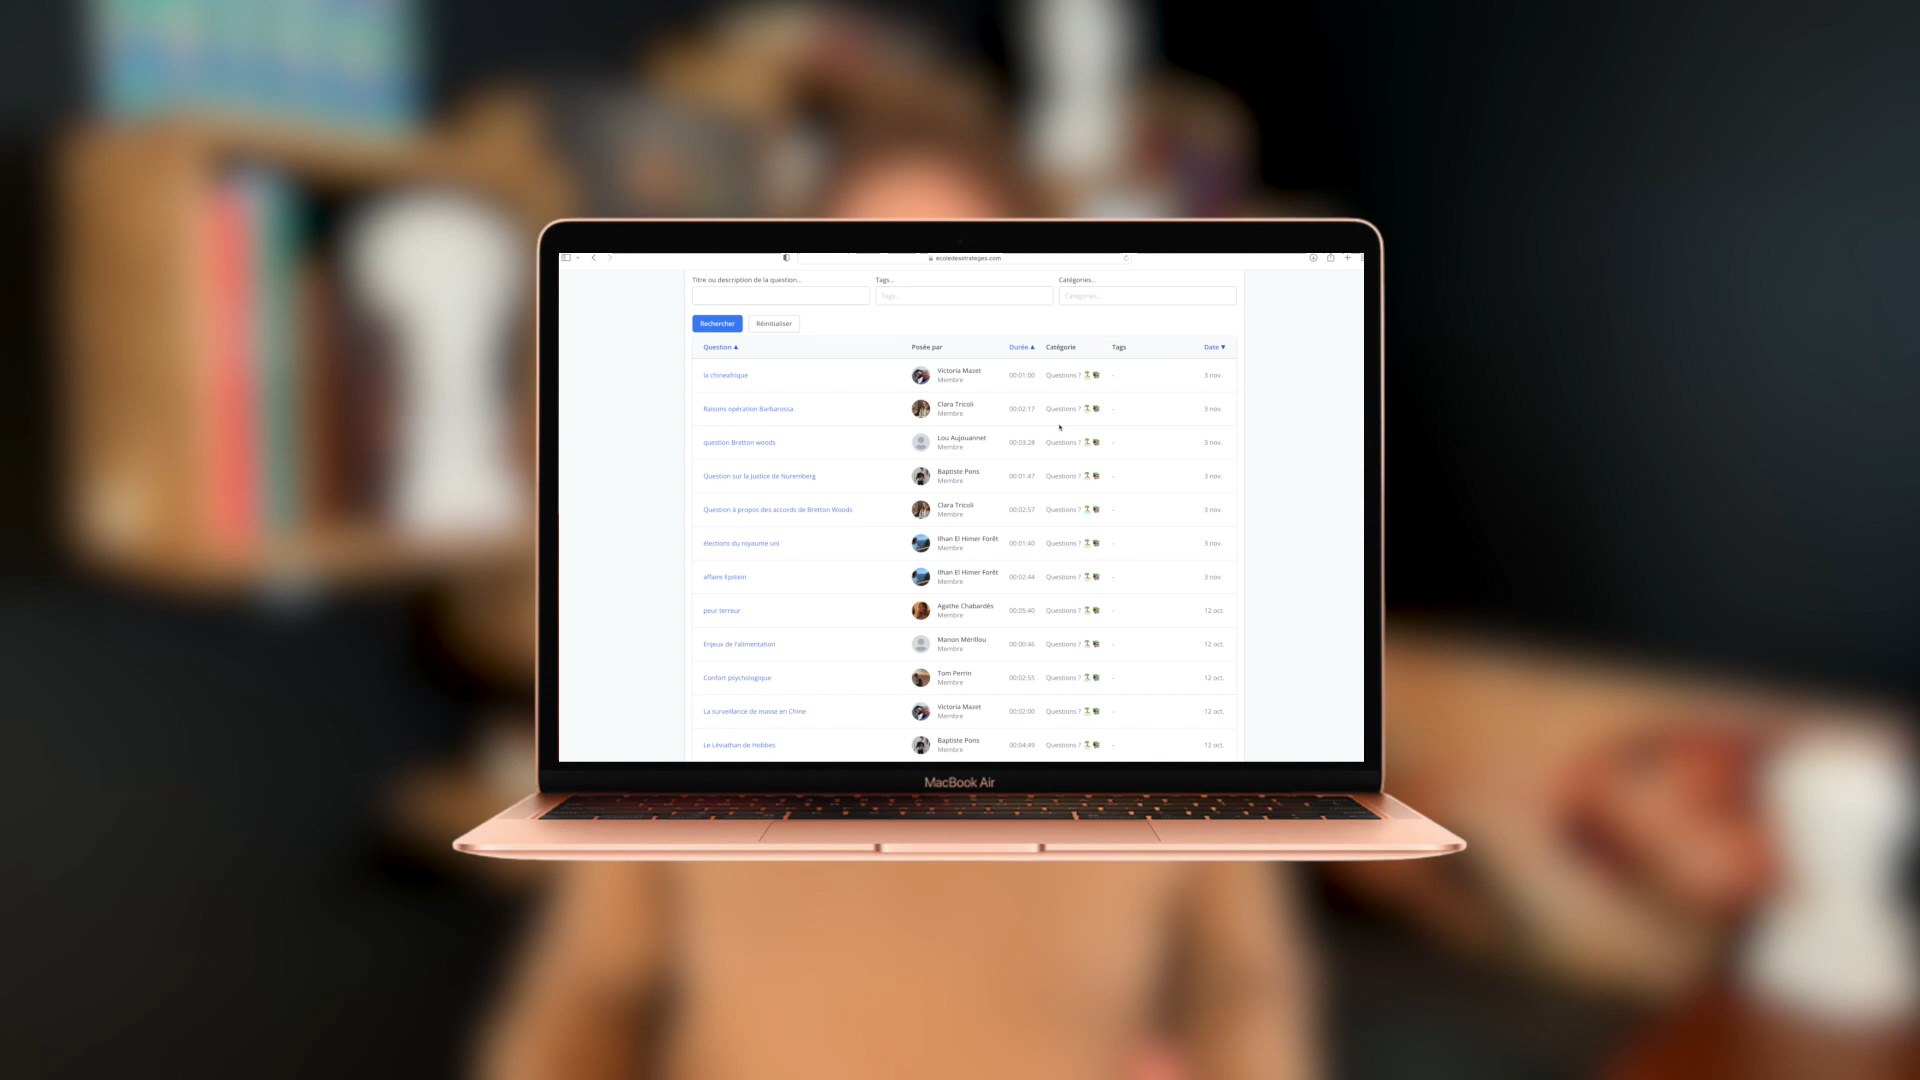 ecoledesstrateges.com
Titre ou description de la question... Tags... Catégories...
Tags... Catégories...
Rechercher Réinitialiser
Question ▲ Posée par Durée ▲ Catégorie Tags Date ▼
la chineafrique Victoria Mazet Membre 00:01:00 Questions ? - 3 nov.
Raisons opération Barbarossa Clara Tricoli Membre 00:02:17 Questions ? - 3 nov.
question Bretton woods Lou Aujouannet Membre 00:03:28 Questions ? - 3 nov.
Question sur la Justice de Nuremberg Baptiste Pons Membre 00:01:47 Questions ? - 3 nov.
Question à propos des accords de Bretton Woods Clara Tricoli Membre 00:02:57 Questions ? - 3 nov.
élections du royaume uni Ilhan El Himer Forêt Membre 00:01:40 Questions ? - 3 nov.
affaire Epstein Ilhan El Himer Forêt Membre 00:02:44 Questions ? - 3 nov.
peur terreur Agathe Chabardès Membre 00:05:40 Questions ? - 12 oct.
Enjeux de l'alimentation Manon Mérillou Membre 00:00:46 Questions ? - 12 oct.
Confort psychologique Tom Perrin Membre 00:02:55 Questions ? - 12 oct.
La surveillance de masse en Chine Victoria Mazet Membre 00:02:00 Questions ? - 12 oct.
Le Léviathan de Hobbes Baptiste Pons Membre 00:04:49 Questions ? - 12 oct.
MacBook Air